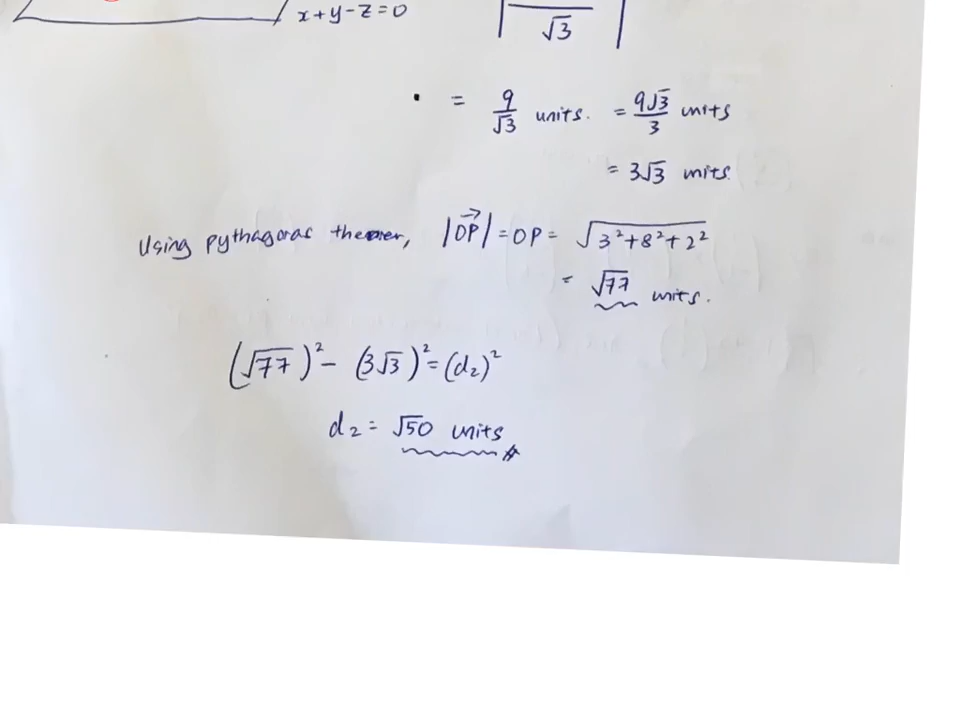 x+y-z=0
√3
= 9/√3 units. = 9√3/3 units
= 3√3 units.
Using pythagoras theorem, |OP→| = OP = √(3²+8²+2²)
= √77 units.
(√77)² - (3√3)² = (d₂)²
d₂ = √50 units